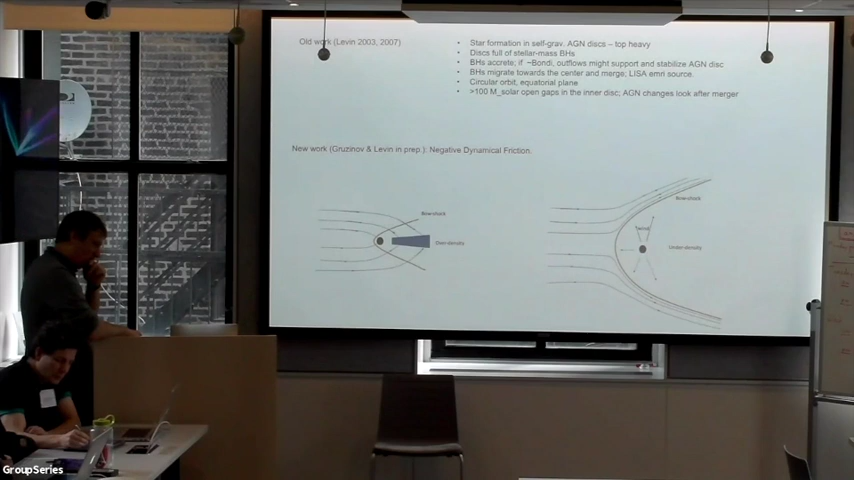 Old work (Levin 2003, 2007)
• Star formation in self-grav. AGN discs – top heavy
• Discs full of stellar-mass BHs
• BHs accrete; if ~Bondi, outflows might support and stabilize AGN disc
• BHs migrate towards the center and merge; LISA emri source.
• Circular orbit, equatorial plane
• >100 M_solar open gaps in the inner disc; AGN changes look after merger
New work (Gruzinov & Levin in prep.): Negative Dynamical Friction.
Bow-shock
Over-density
Bow-shock
Under-density
GroupSeries